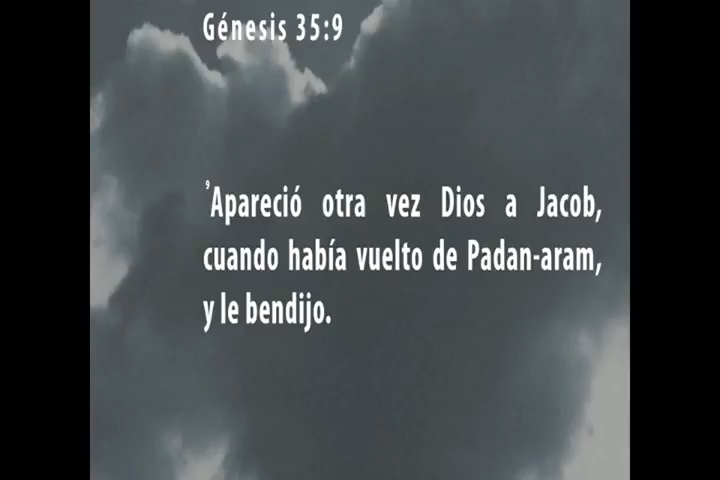 Génesis 35:9
⁹Apareció otra vez Dios a Jacob,
cuando había vuelto de Padan-aram,
y le bendijo.